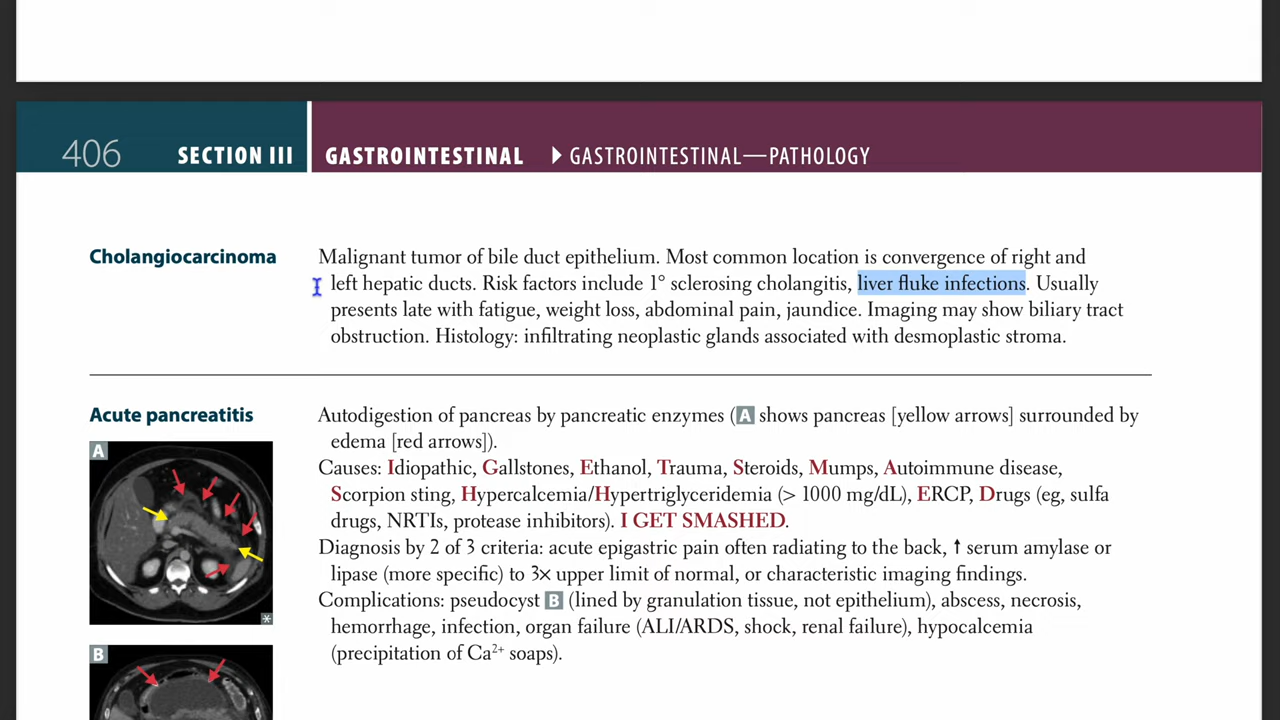 406 SECTION III GASTROINTESTINAL ▶ GASTROINTESTINAL—PATHOLOGY
Cholangiocarcinoma
Malignant tumor of bile duct epithelium. Most common location is convergence of right and
left hepatic ducts. Risk factors include 1° sclerosing cholangitis, liver fluke infections. Usually
presents late with fatigue, weight loss, abdominal pain, jaundice. Imaging may show biliary tract
obstruction. Histology: infiltrating neoplastic glands associated with desmoplastic stroma.
Acute pancreatitis
A
B
Autodigestion of pancreas by pancreatic enzymes (A shows pancreas [yellow arrows] surrounded by
edema [red arrows]).
Causes: Idiopathic, Gallstones, Ethanol, Trauma, Steroids, Mumps, Autoimmune disease,
Scorpion sting, Hypercalcemia/Hypertriglyceridemia (> 1000 mg/dL), ERCP, Drugs (eg, sulfa
drugs, NRTIs, protease inhibitors). I GET SMASHED.
Diagnosis by 2 of 3 criteria: acute epigastric pain often radiating to the back, ↑ serum amylase or
lipase (more specific) to 3× upper limit of normal, or characteristic imaging findings.
Complications: pseudocyst B (lined by granulation tissue, not epithelium), abscess, necrosis,
hemorrhage, infection, organ failure (ALI/ARDS, shock, renal failure), hypocalcemia
(precipitation of Ca2+ soaps).